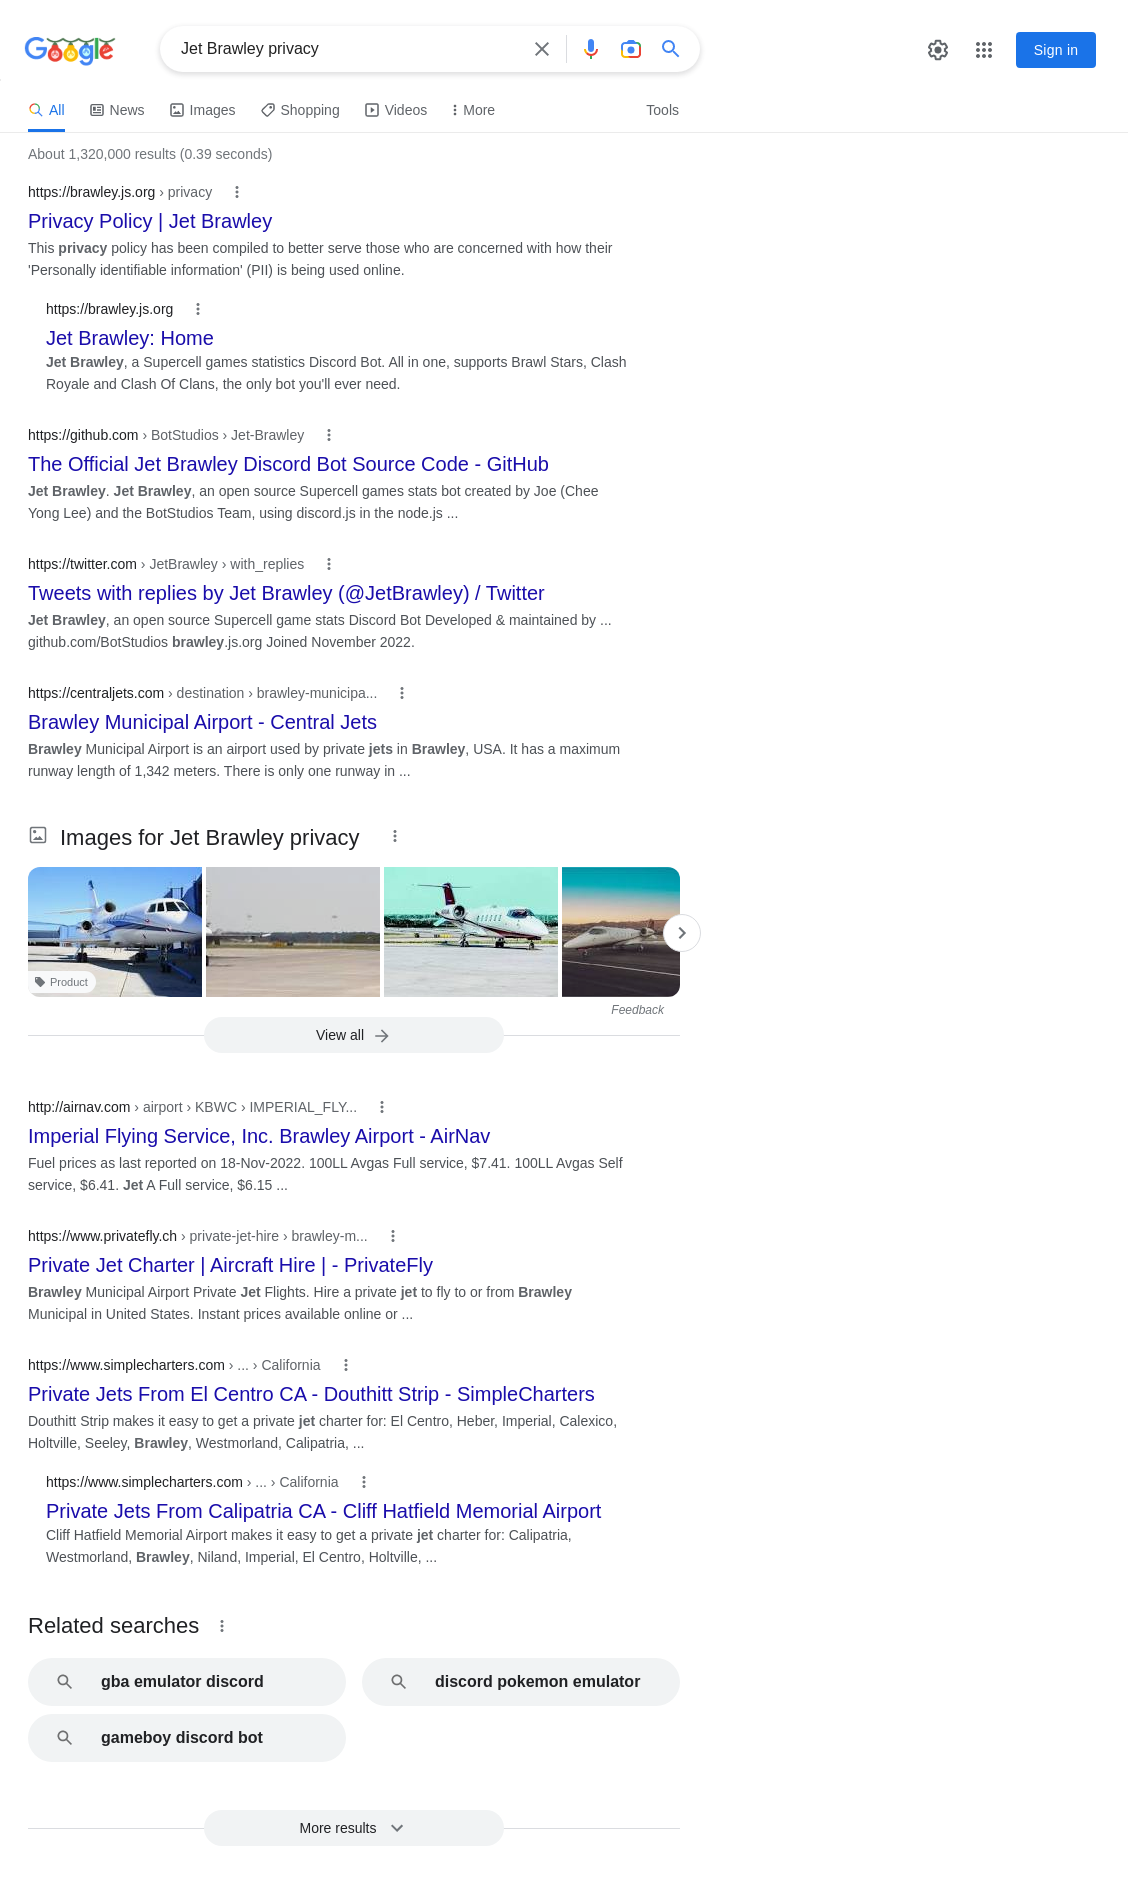 Google
Jet Brawley privacy
Sign in
All
News
Images
Shopping
Videos
More
Tools
About 1,320,000 results (0.39 seconds)
https://brawley.js.org › privacy
Privacy Policy | Jet Brawley
This privacy policy has been compiled to better serve those who are concerned with how their
'Personally identifiable information' (PII) is being used online.
https://brawley.js.org
Jet Brawley: Home
Jet Brawley, a Supercell games statistics Discord Bot. All in one, supports Brawl Stars, Clash
Royale and Clash Of Clans, the only bot you'll ever need.
https://github.com › BotStudios › Jet-Brawley
The Official Jet Brawley Discord Bot Source Code - GitHub
Jet Brawley. Jet Brawley, an open source Supercell games stats bot created by Joe (Chee
Yong Lee) and the BotStudios Team, using discord.js in the node.js ...
https://twitter.com › JetBrawley › with_replies
Tweets with replies by Jet Brawley (@JetBrawley) / Twitter
Jet Brawley, an open source Supercell game stats Discord Bot Developed & maintained by ...
github.com/BotStudios brawley.js.org Joined November 2022.
https://centraljets.com › destination › brawley-municipa...
Brawley Municipal Airport - Central Jets
Brawley Municipal Airport is an airport used by private jets in Brawley, USA. It has a maximum
runway length of 1,342 meters. There is only one runway in ...
Images for Jet Brawley privacy
Product
Feedback
View all
http://airnav.com › airport › KBWC › IMPERIAL_FLY...
Imperial Flying Service, Inc. Brawley Airport - AirNav
Fuel prices as last reported on 18-Nov-2022. 100LL Avgas Full service, $7.41. 100LL Avgas Self
service, $6.41. Jet A Full service, $6.15 ...
https://www.privatefly.ch › private-jet-hire › brawley-m...
Private Jet Charter | Aircraft Hire | - PrivateFly
Brawley Municipal Airport Private Jet Flights. Hire a private jet to fly to or from Brawley
Municipal in United States. Instant prices available online or ...
https://www.simplecharters.com › ... › California
Private Jets From El Centro CA - Douthitt Strip - SimpleCharters
Douthitt Strip makes it easy to get a private jet charter for: El Centro, Heber, Imperial, Calexico,
Holtville, Seeley, Brawley, Westmorland, Calipatria, ...
https://www.simplecharters.com › ... › California
Private Jets From Calipatria CA - Cliff Hatfield Memorial Airport
Cliff Hatfield Memorial Airport makes it easy to get a private jet charter for: Calipatria,
Westmorland, Brawley, Niland, Imperial, El Centro, Holtville, ...
Related searches
gba emulator discord
discord pokemon emulator
gameboy discord bot
More results